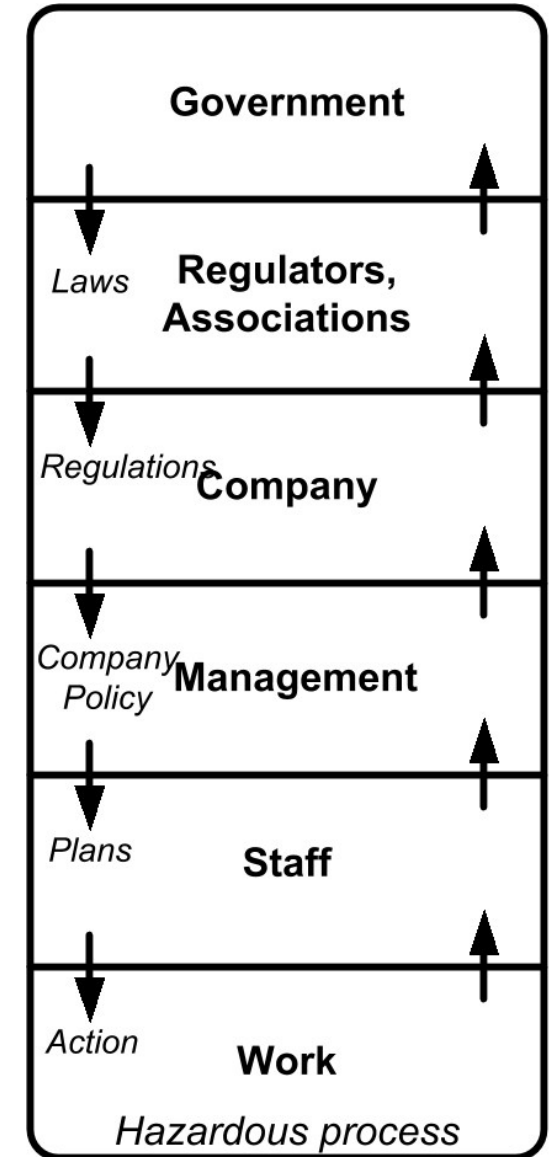 Government
Laws
Regulators,
Associations
Regulations
Company
Company
Policy
Management
Plans
Staff
Action
Work
Hazardous process